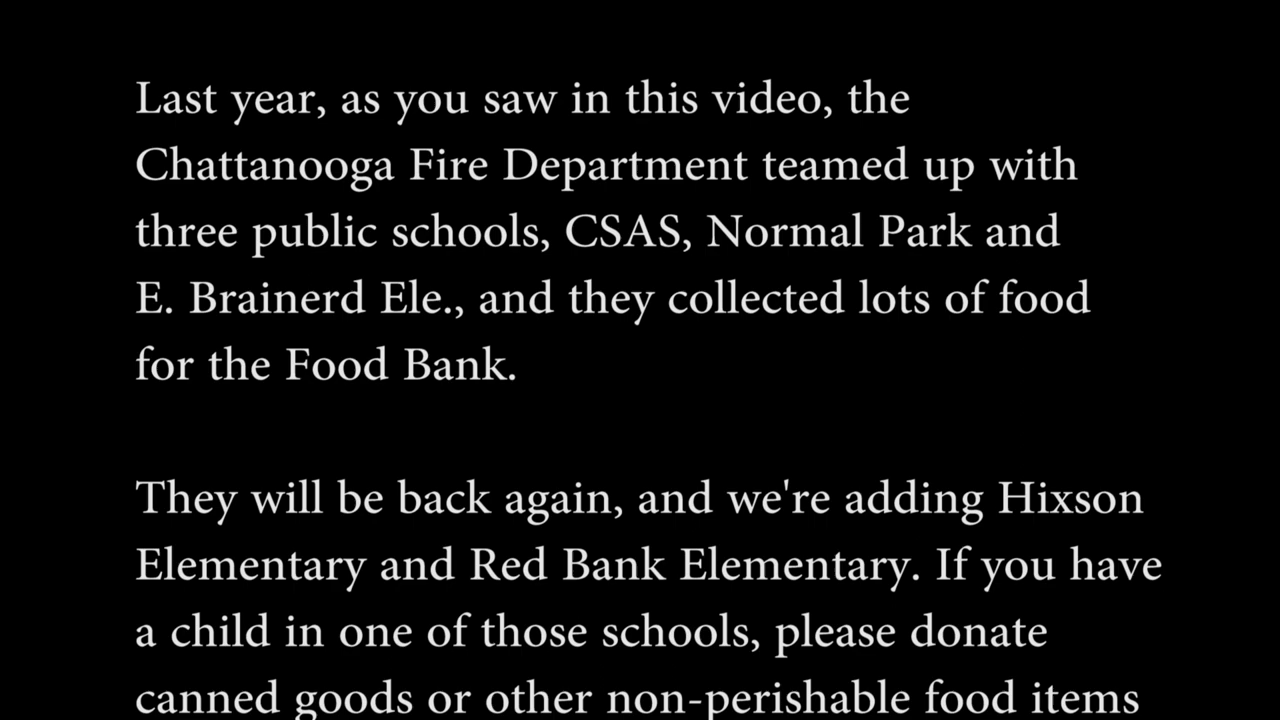 Last year, as you saw in this video, the
Chattanooga Fire Department teamed up with
three public schools, CSAS, Normal Park and
E. Brainerd Ele., and they collected lots of food
for the Food Bank.
They will be back again, and we're adding Hixson
Elementary and Red Bank Elementary. If you have
a child in one of those schools, please donate
canned goods or other non-perishable food items